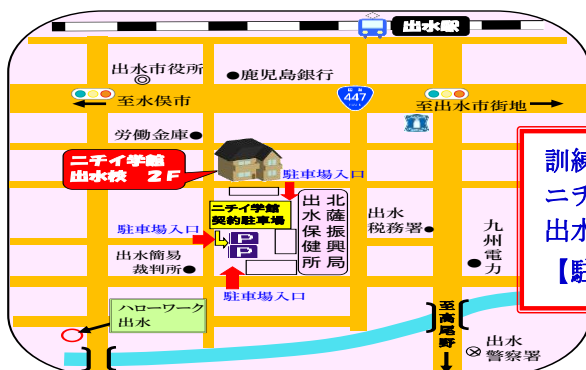 出水駅
出水市役所
鹿児島銀行
447
至水俣市
至出水市街地
労働金庫
ニチイ学館
出水校 2F
駐車場入口
ニチイ学館
契約駐車場
北薩振興局
出水保健所
出水
税務署
九州電力
駐車場入口
P
P
出水簡易
裁判所
駐車場入口
ハローワーク
出水
至高尾野
出水
警察署
訓練
ニチ
出水
【駐